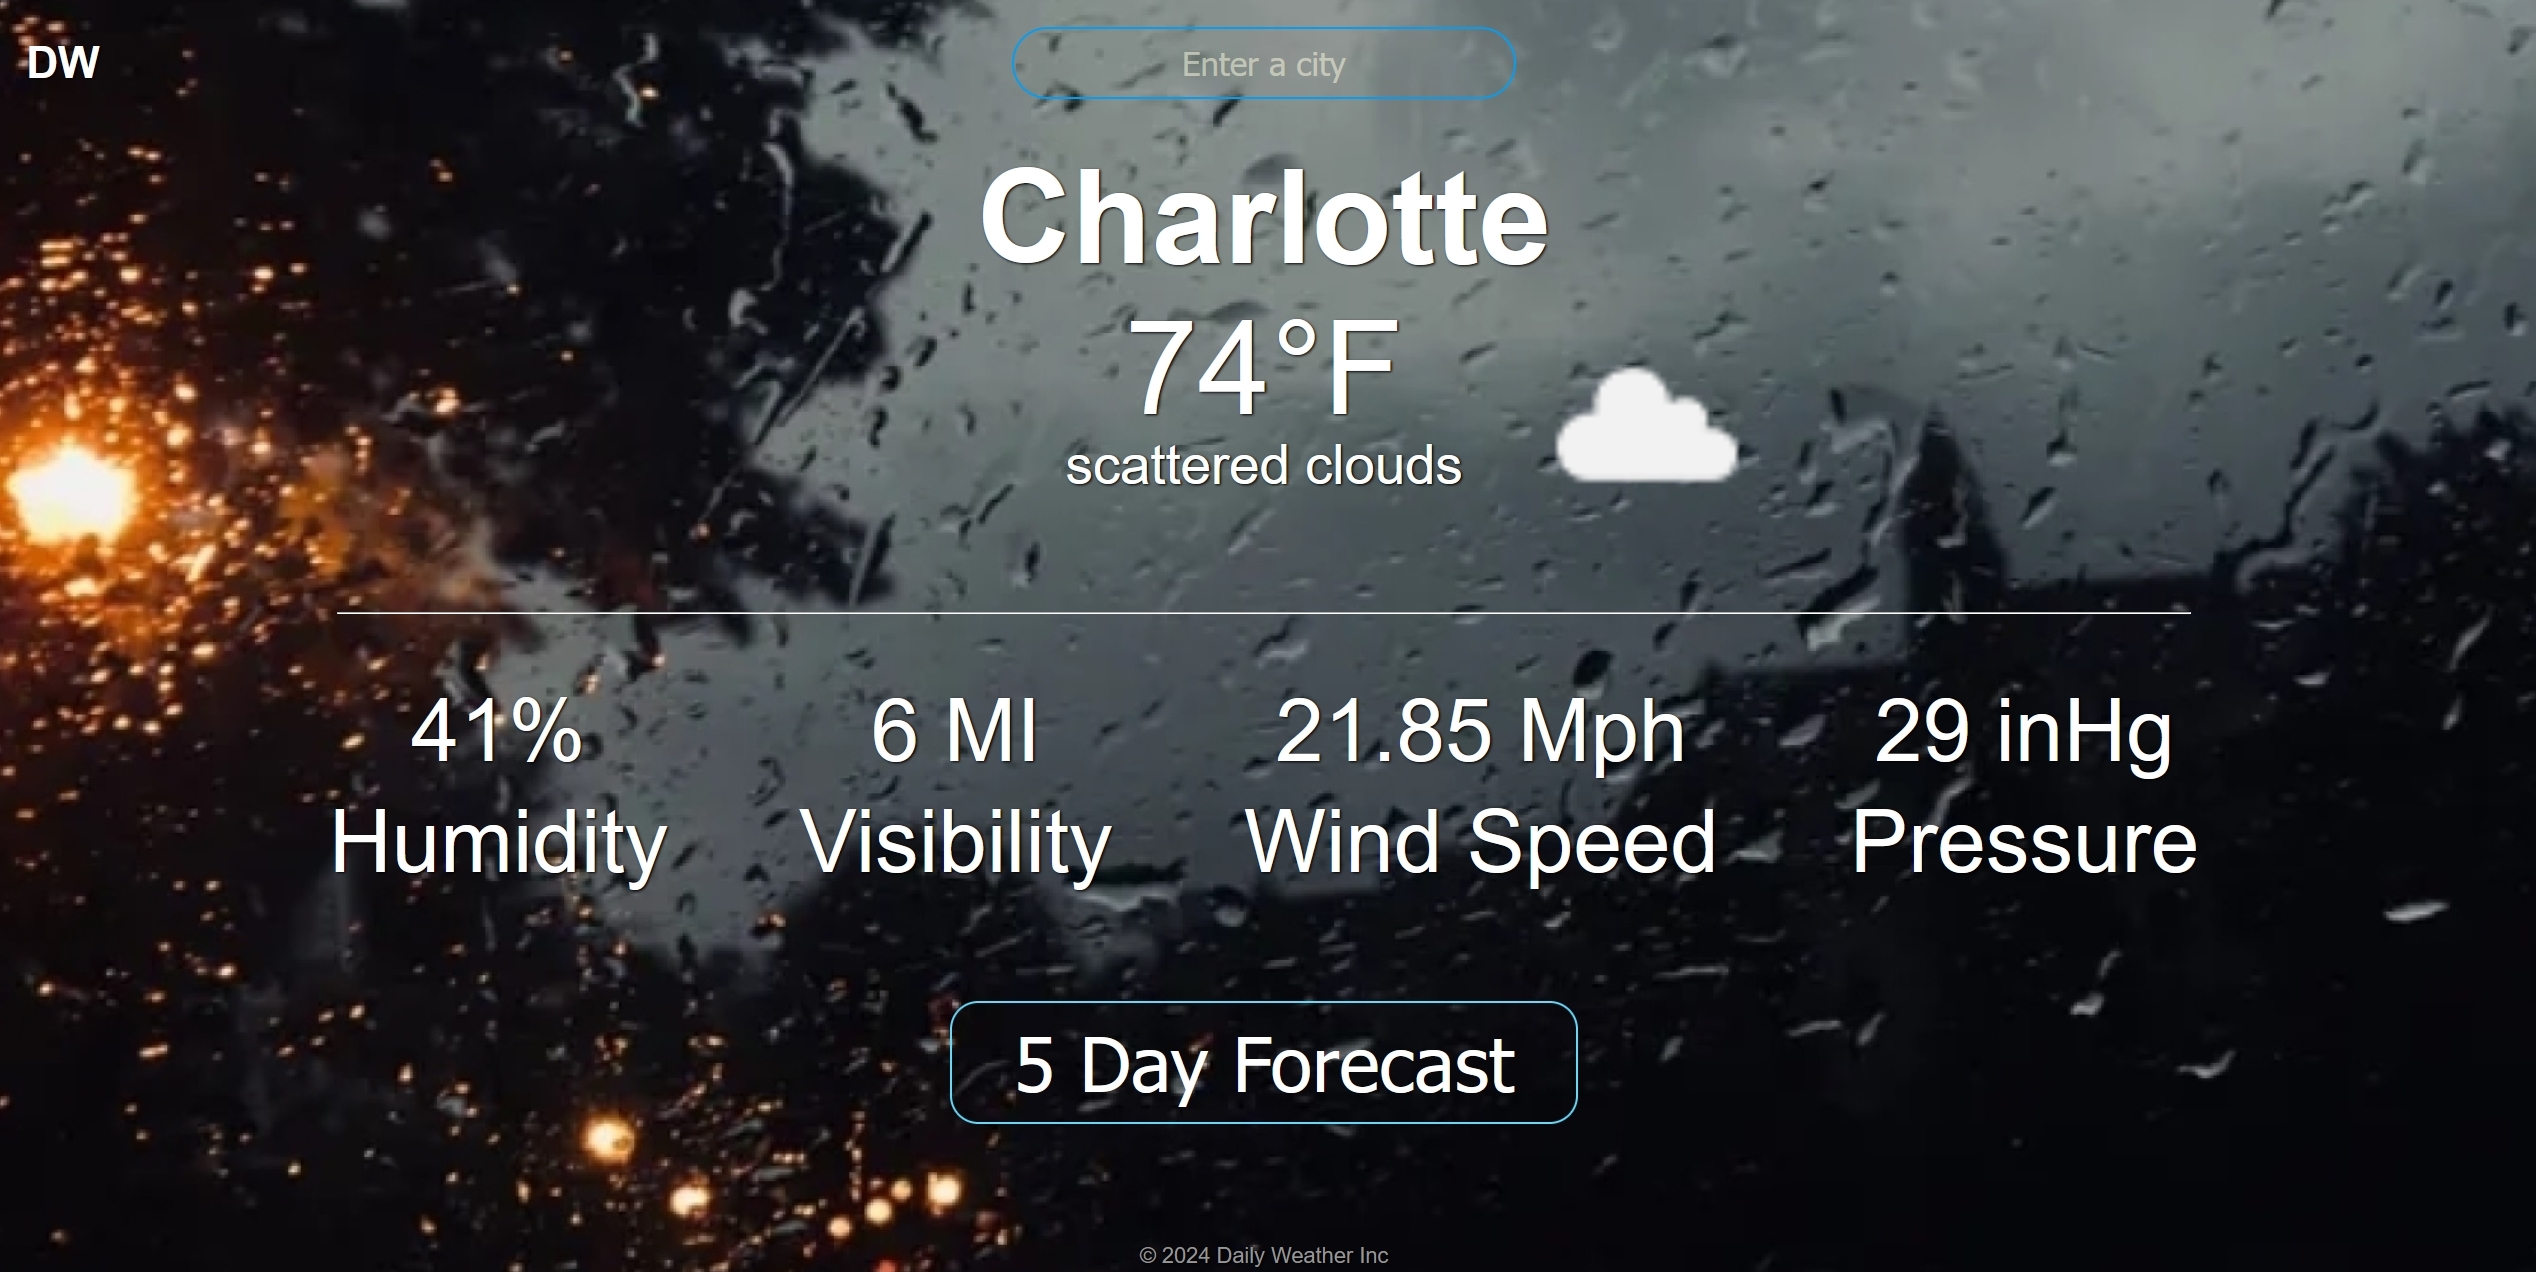 DW
Enter a city
Charlotte
74°F
scattered clouds
41%
Humidity
6 MI
Visibility
21.85 Mph
Wind Speed
29 inHg
Pressure
5 Day Forecast
© 2024 Daily Weather Inc